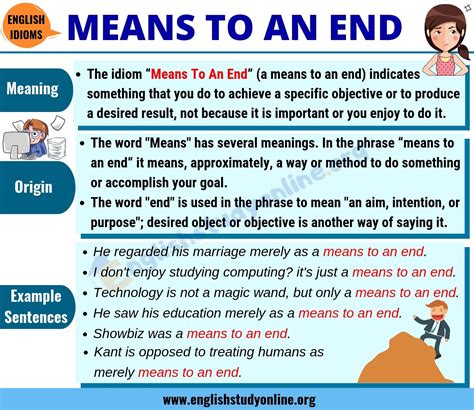 ENGLISH
IDIOMS
MEANS TO AN END
Meaning
• The idiom “Means To An End” (a means to an end) indicates
something that you do to achieve a specific objective or to produce
a desired result, not because it is important or you enjoy to do it.
Origin
• The word "Means" has several meanings. In the phrase “means to
an end” it means, approximately, a way or method to do something
or accomplish your goal.
• The word "end" is used in the phrase to mean "an aim, intention, or
purpose"; desired object or objective is another way of saying it.
Example
Sentences
• He regarded his marriage merely as a means to an end.
• I don't enjoy studying computing? it's just a means to an end.
• Technology is not a magic wand, but only a means to an end.
• He saw his education merely as a means to an end.
• Showbiz was a means to an end.
• Kant is opposed to treating humans as
merely means to an end.
Englishstudyonline.org
www.englishstudyonline.org